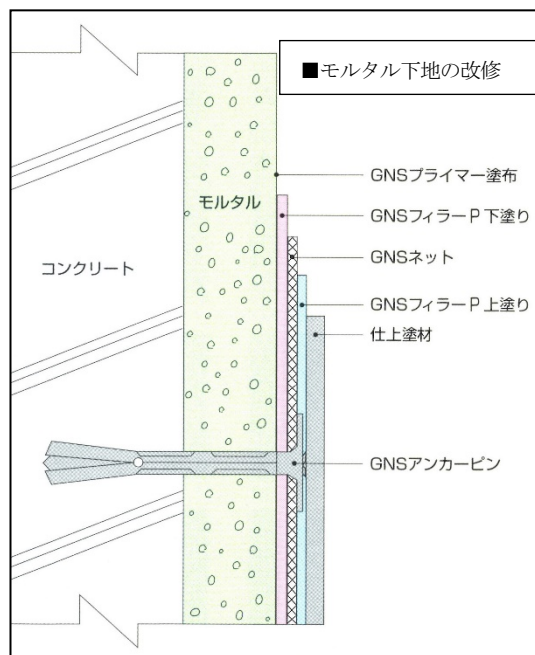 ■モルタル下地の改修
GNSプライマー塗布
モルタル
GNSフィラーP 下塗り
GNSネット
コンクリート
GNSフィラーP 上塗り
仕上塗材
GNSアンカーピン